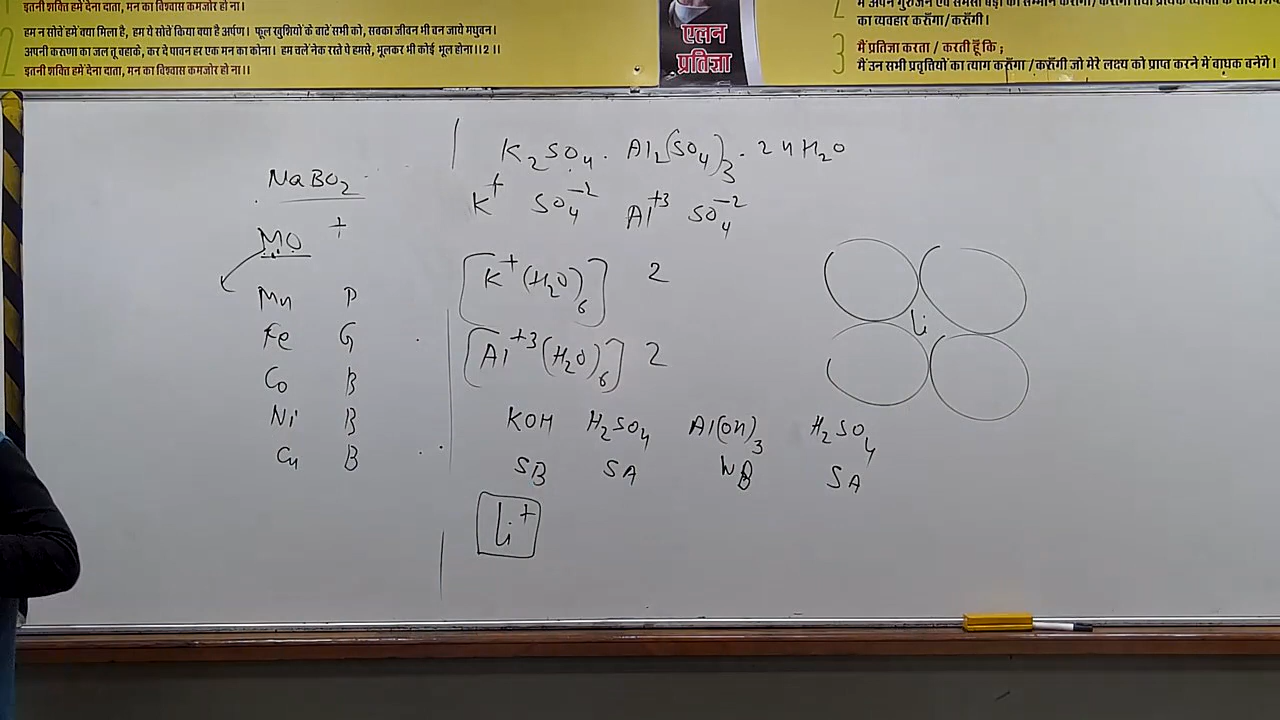 इतनी शक्ति हमें देना दाता, मन का विश्वास कमजोर हो ना।
2 हम न सोचें हमें क्या मिला है, हम ये सोचें किया क्या है अर्पण। फूल खुशियों के बाटें सभी को, सबका जीवन भी बन जाये मधुवन।
अपनी करुणा का जल तू बहाके, कर दे पावन हर एक मन का कोना। हम चलें नेक रस्ते पे हमसे, भूलकर भी कोई भूल होना।। 2 ।।
इतनी शक्ति हमें देना दाता, मन का विश्वास कमजोर हो ना।।
एलन
प्रतिज्ञा
2
का व्यवहार करूँगा/करूँगी।
3 मैं प्रतिज्ञा करता / करती हूँ कि ;
मैं उन सभी प्रवृत्तियों का त्याग करूँगा /करूँगी जो मेरे लक्ष्य को प्राप्त करने में बाधक बनेंगे।
NaBO2
MO +
Mn P
Fe G
Co B
Ni B
Cu B
K2SO4 . Al2(SO4)3 . 24H2O
K+ SO4-2 Al+3 SO4-2
[K+(H2O)6] 2
[Al+3(H2O)6] 2
KOH H2SO4 Al(OH)3 H2SO4
SB SA WB SA
Li+
Li